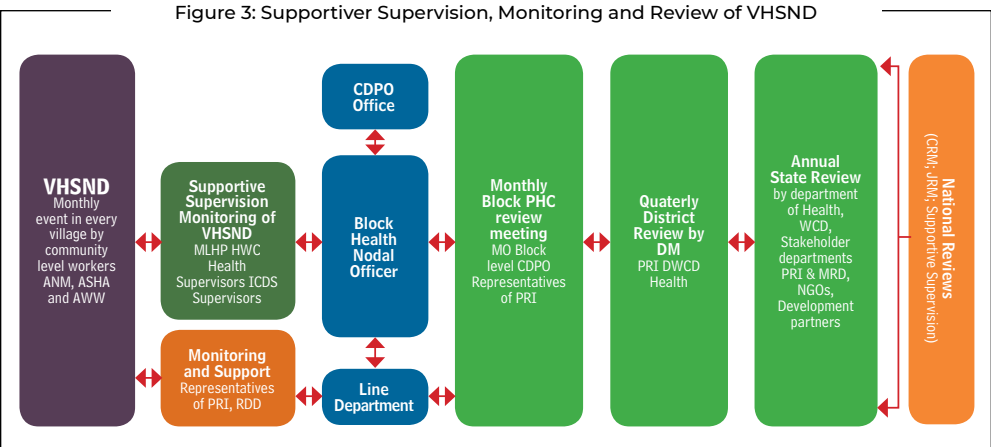 Figure 3: Supportiver Supervision, Monitoring and Review of VHSND
VHSND
Monthly
event in every
village by
community
level workers
ANM, ASHA
and AWW
Supportive
Supervision
Monitoring of
VHSND
MLHP HWC
Health
Supervisors ICDS
Supervisors
Monitoring
and Support
Representatives
of PRI, RDD
CDPO
Office
Block
Health
Nodal
Officer
Line
Department
Monthly
Block PHC
review
meeting
MO Block
level CDPO
Representatives
of PRI
Quaterly
District
Review by
DM
PRI DWCD
Health
Annual
State Review
by department
of Health,
WCD,
Stakeholder
departments
PRI & MRD,
NGOs,
Development
partners
National Reviews
(CRM; JRM; Supportive Supervision)